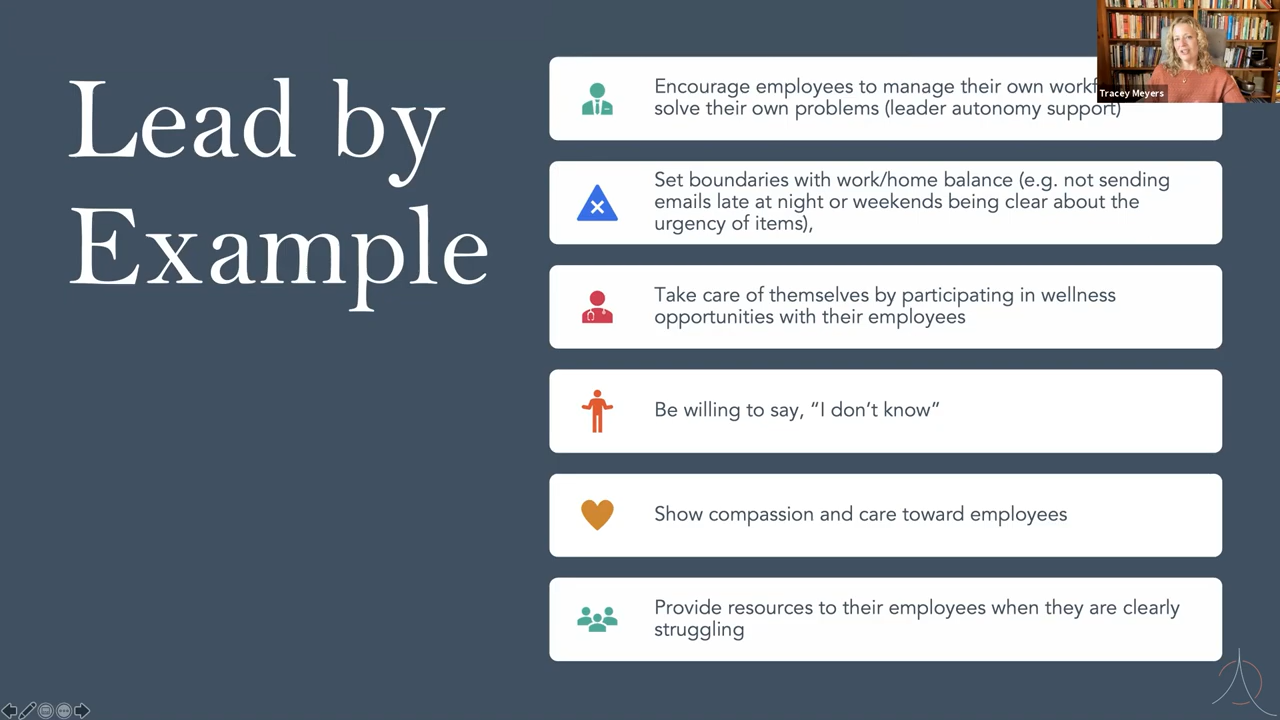 Lead by
Example
Encourage employees to manage their own
solve their own problems (leader autonomy support)
Set boundaries with work/home balance (e.g. not sending
emails late at night or weekends being clear about the
urgency of items),
Take care of themselves by participating in wellness
opportunities with their employees
Be willing to say, “I don’t know”
Show compassion and care toward employees
Provide resources to their employees when they are clearly
struggling
Tracey Meyers